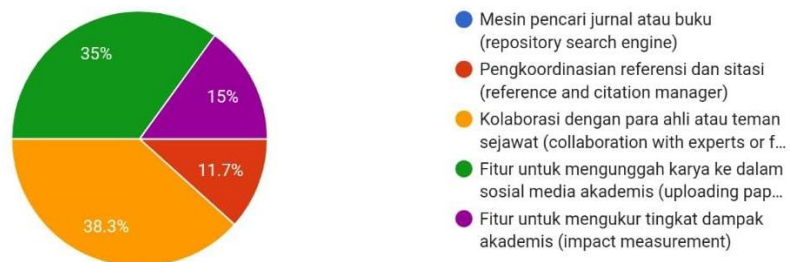 35%
15%
11.7%
38.3%
Mesin pencari jurnal atau buku
(repository search engine)
Pengkoordinasian referensi dan sitasi
(reference and citation manager)
Kolaborasi dengan para ahli atau teman
sejawat (collaboration with experts or f...
Fitur untuk mengunggah karya ke dalam
sosial media akademis (uploading pap...
Fitur untuk mengukur tingkat dampak
akademis (impact measurement)